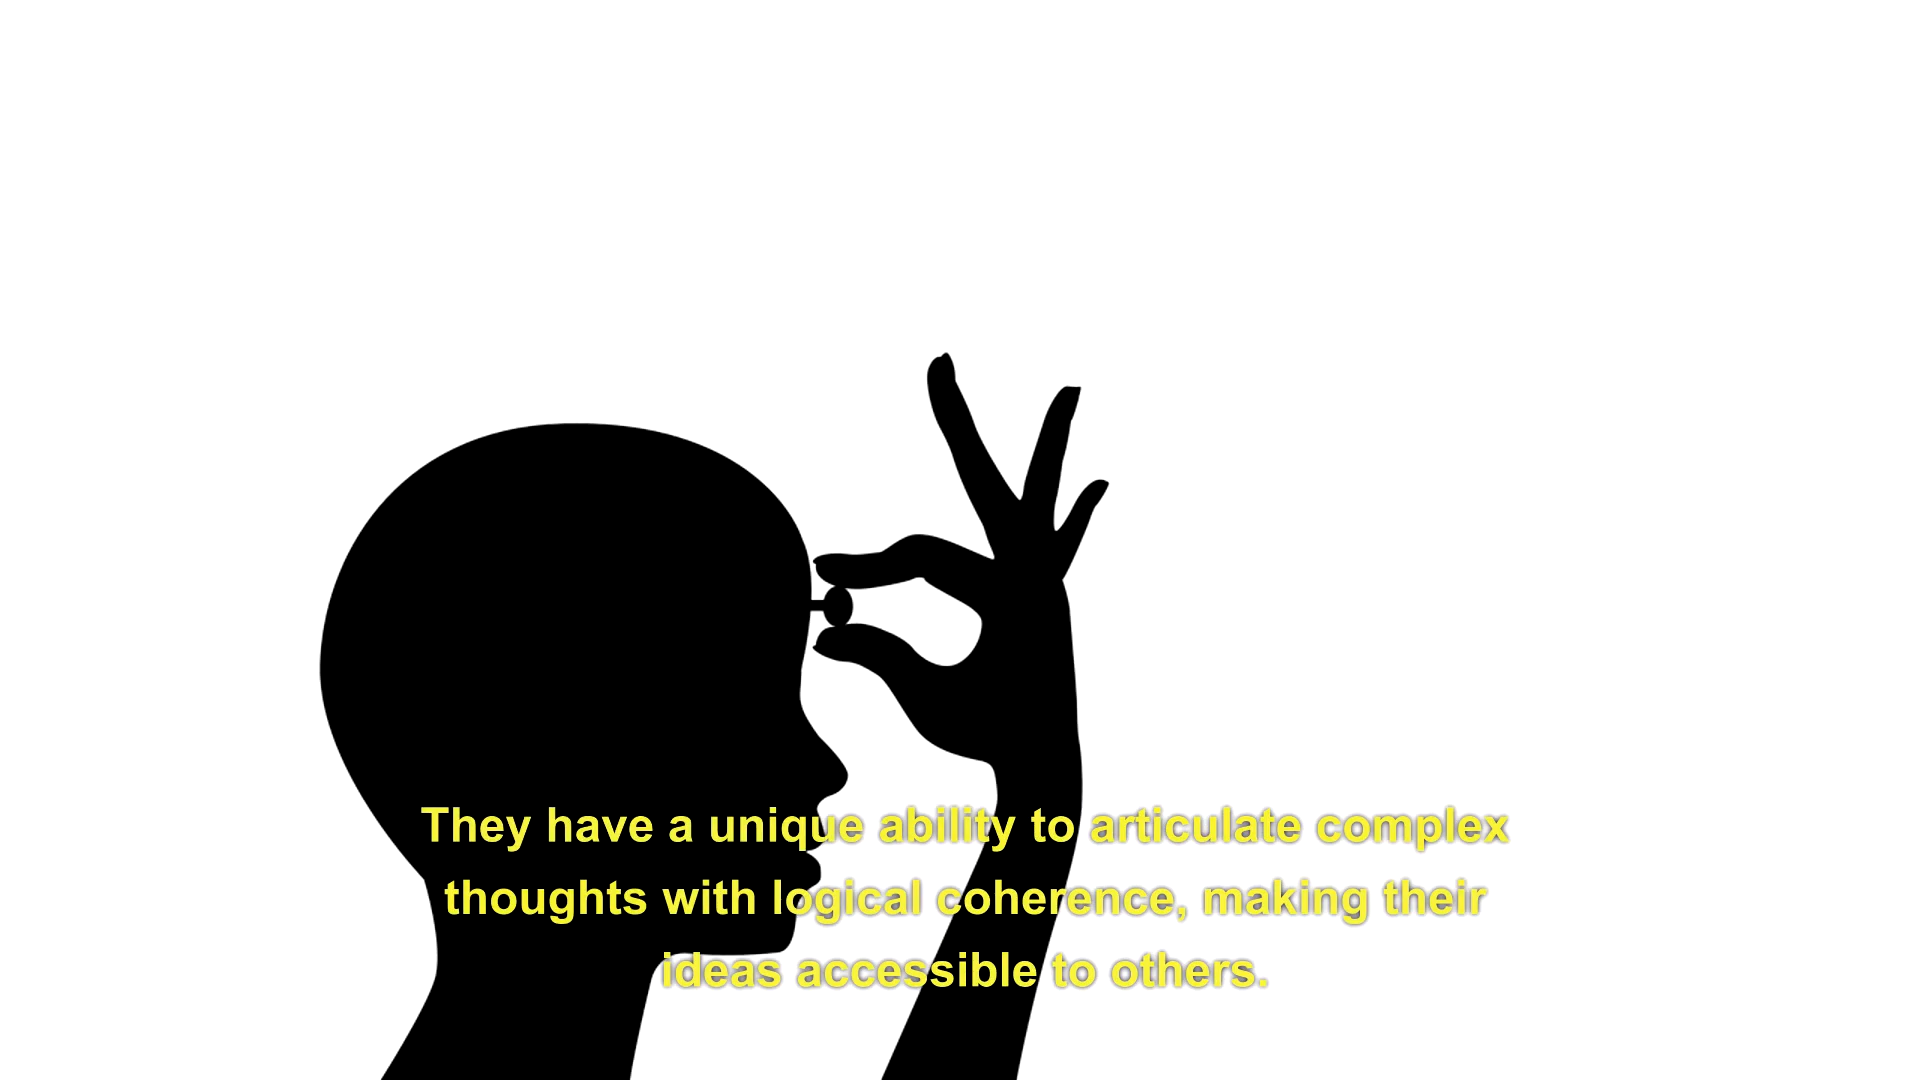 They have a unique ability to articulate complex
thoughts with logical coherence, making their
ideas accessible to others.